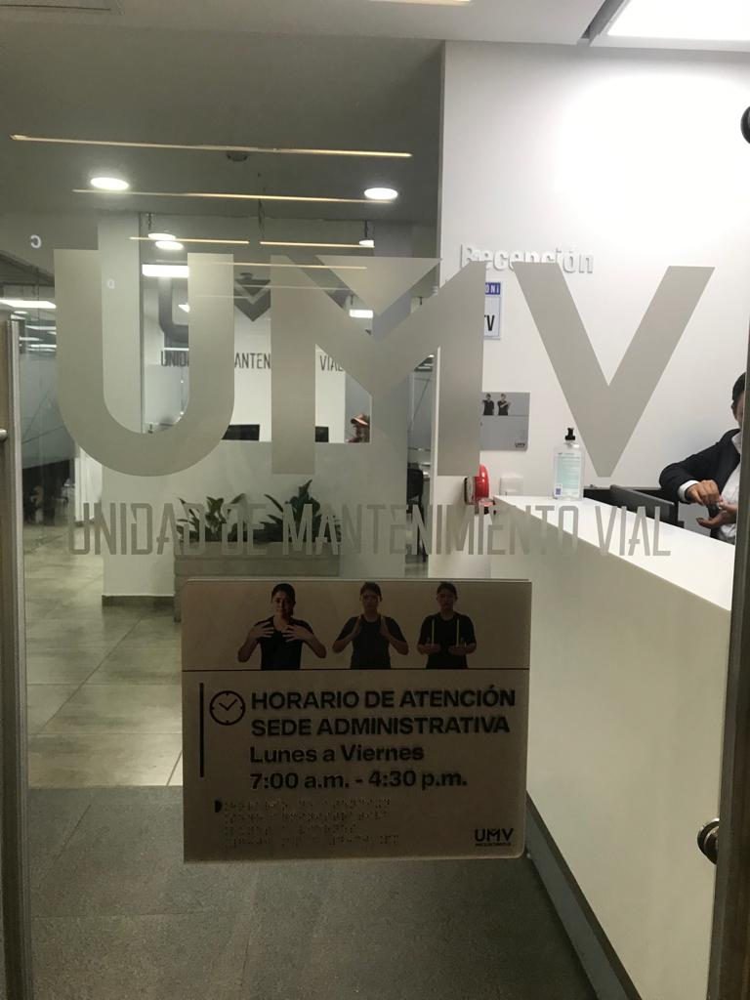 Recepción
UMV
UNIDAD DE MANTENIMIENTO VIAL
HORARIO DE ATENCIÓN
SEDE ADMINISTRATIVA
Lunes a Viernes
7:00 a.m. - 4:30 p.m.
UMV